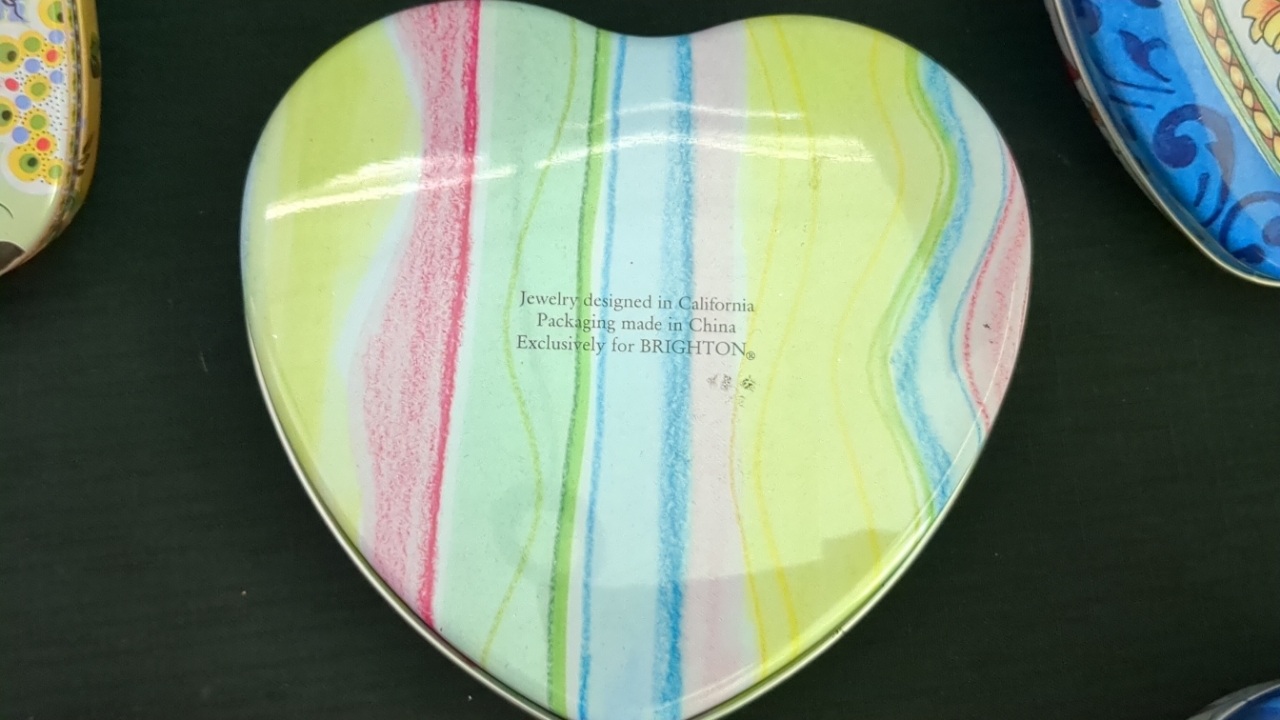 Jewelry designed in California
Packaging made in China
Exclusively for BRIGHTON®